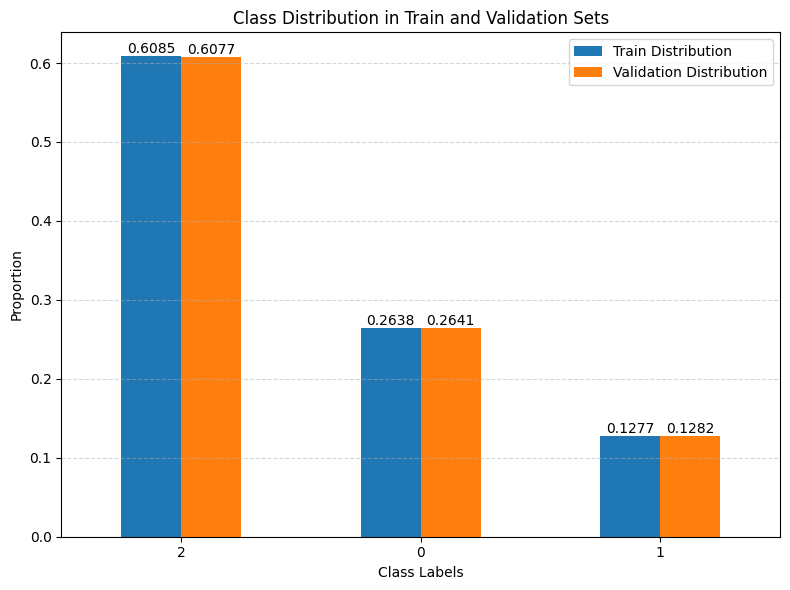 Class Distribution in Train and Validation Sets
Train Distribution
Validation Distribution
0.6085 0.6077
0.2638 0.2641
0.1277 0.1282
Proportion
0.6
0.5
0.4
0.3
0.2
0.1
0.0
2 0 1
Class Labels